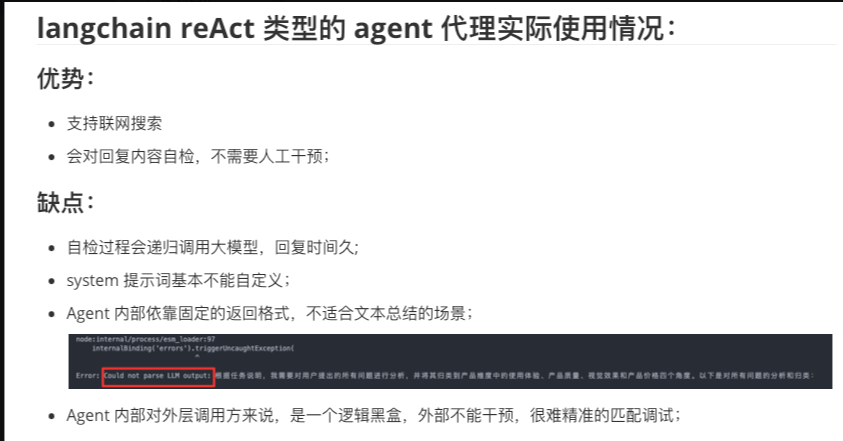 langchain reAct 类型的 agent 代理实际使用情况：
优势：
支持联网搜索
会对回复内容自检，不需要人工干预；
缺点：
自检过程会递归调用大模型，回复时间久;
system 提示词基本不能自定义；
Agent 内部依靠固定的返回格式，不适合文本总结的场景；
node:internal/process/esm_loader:97
internalBinding('errors').triggerUncaughtException(
^
Error: Could not parse LLM output: 根据任务说明，我需要对用户提出的所有问题进行分析，并将其归类到产品维度中的使用体验、产品质量、视觉效果和产品价格四个角度。以下是对所有问题的分析和归类：
Agent 内部对外层调用方来说，是一个逻辑黑盒，外部不能干预，很难精准的匹配调试；